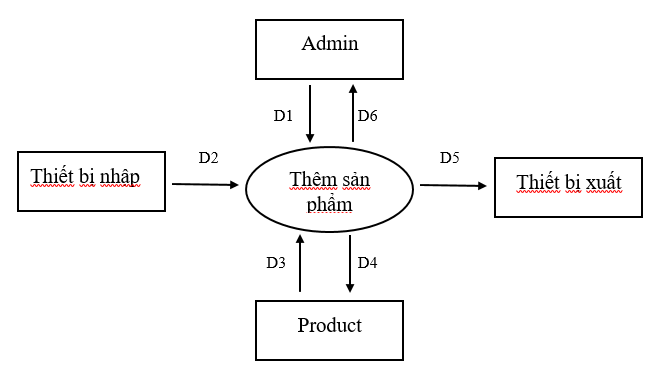 Admin
D1
D6
D2
D5
Thiết bị nhập
Thêm sản
phẩm
Thiết bị xuất
D3
D4
Product